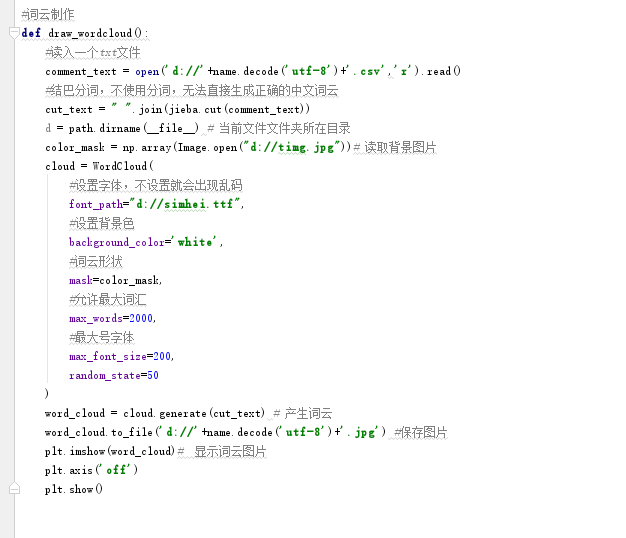 #词云制作
def draw_wordcloud():
#读入一个txt文件
comment_text = open('d://'+name.decode('utf-8')+'.csv','r').read()
#结巴分词，不使用分词，无法直接生成正确的中文词云
cut_text = " ".join(jieba.cut(comment_text))
d = path.dirname(__file__) # 当前文件文件夹所在目录
color_mask = np.array(Image.open("d://timg.jpg"))# 读取背景图片
cloud = WordCloud(
#设置字体，不设置就会出现乱码
font_path="d://simhei.ttf",
#设置背景色
background_color='white',
#词云形状
mask=color_mask,
#允许最大词汇
max_words=2000,
#最大号字体
max_font_size=200,
random_state=50
)
word_cloud = cloud.generate(cut_text) # 产生词云
word_cloud.to_file('d://'+name.decode('utf-8')+'.jpg') #保存图片
plt.imshow(word_cloud)#  显示词云图片
plt.axis('off')
plt.show()